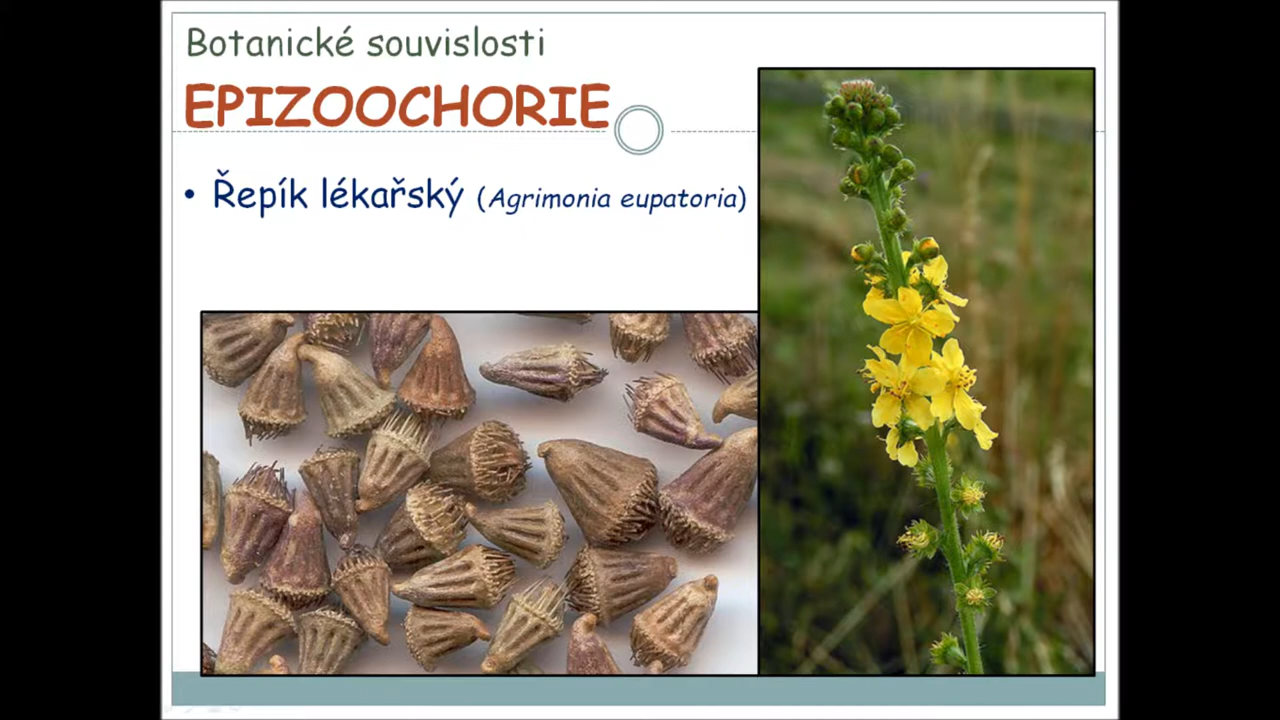 Botanické souvislosti
EPIZOOCHORIE
• Řepík lékařský (Agrimonia eupatoria)